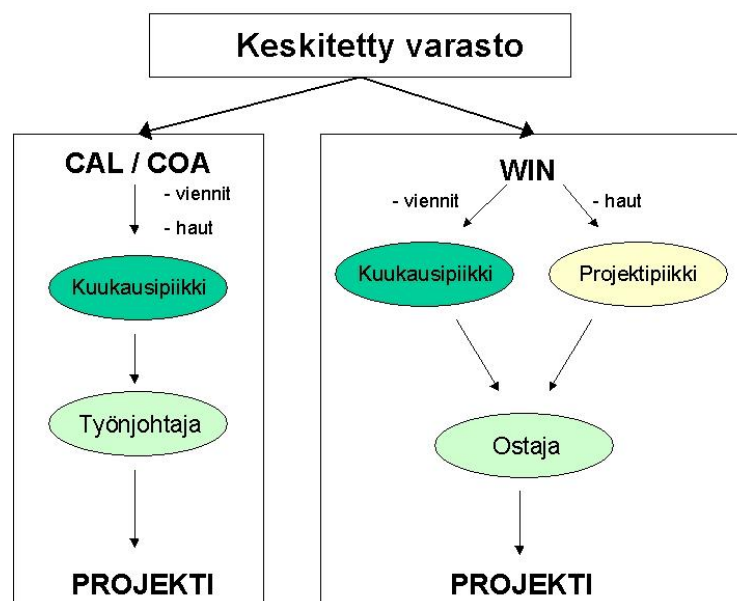 Keskitetty varasto
CAL / COA
- viennit
- haut
Kuukausipiikki
Työnjohtaja
PROJEKTI
WIN
- viennit
- haut
Kuukausipiikki
Projektipiikki
Ostaja
PROJEKTI